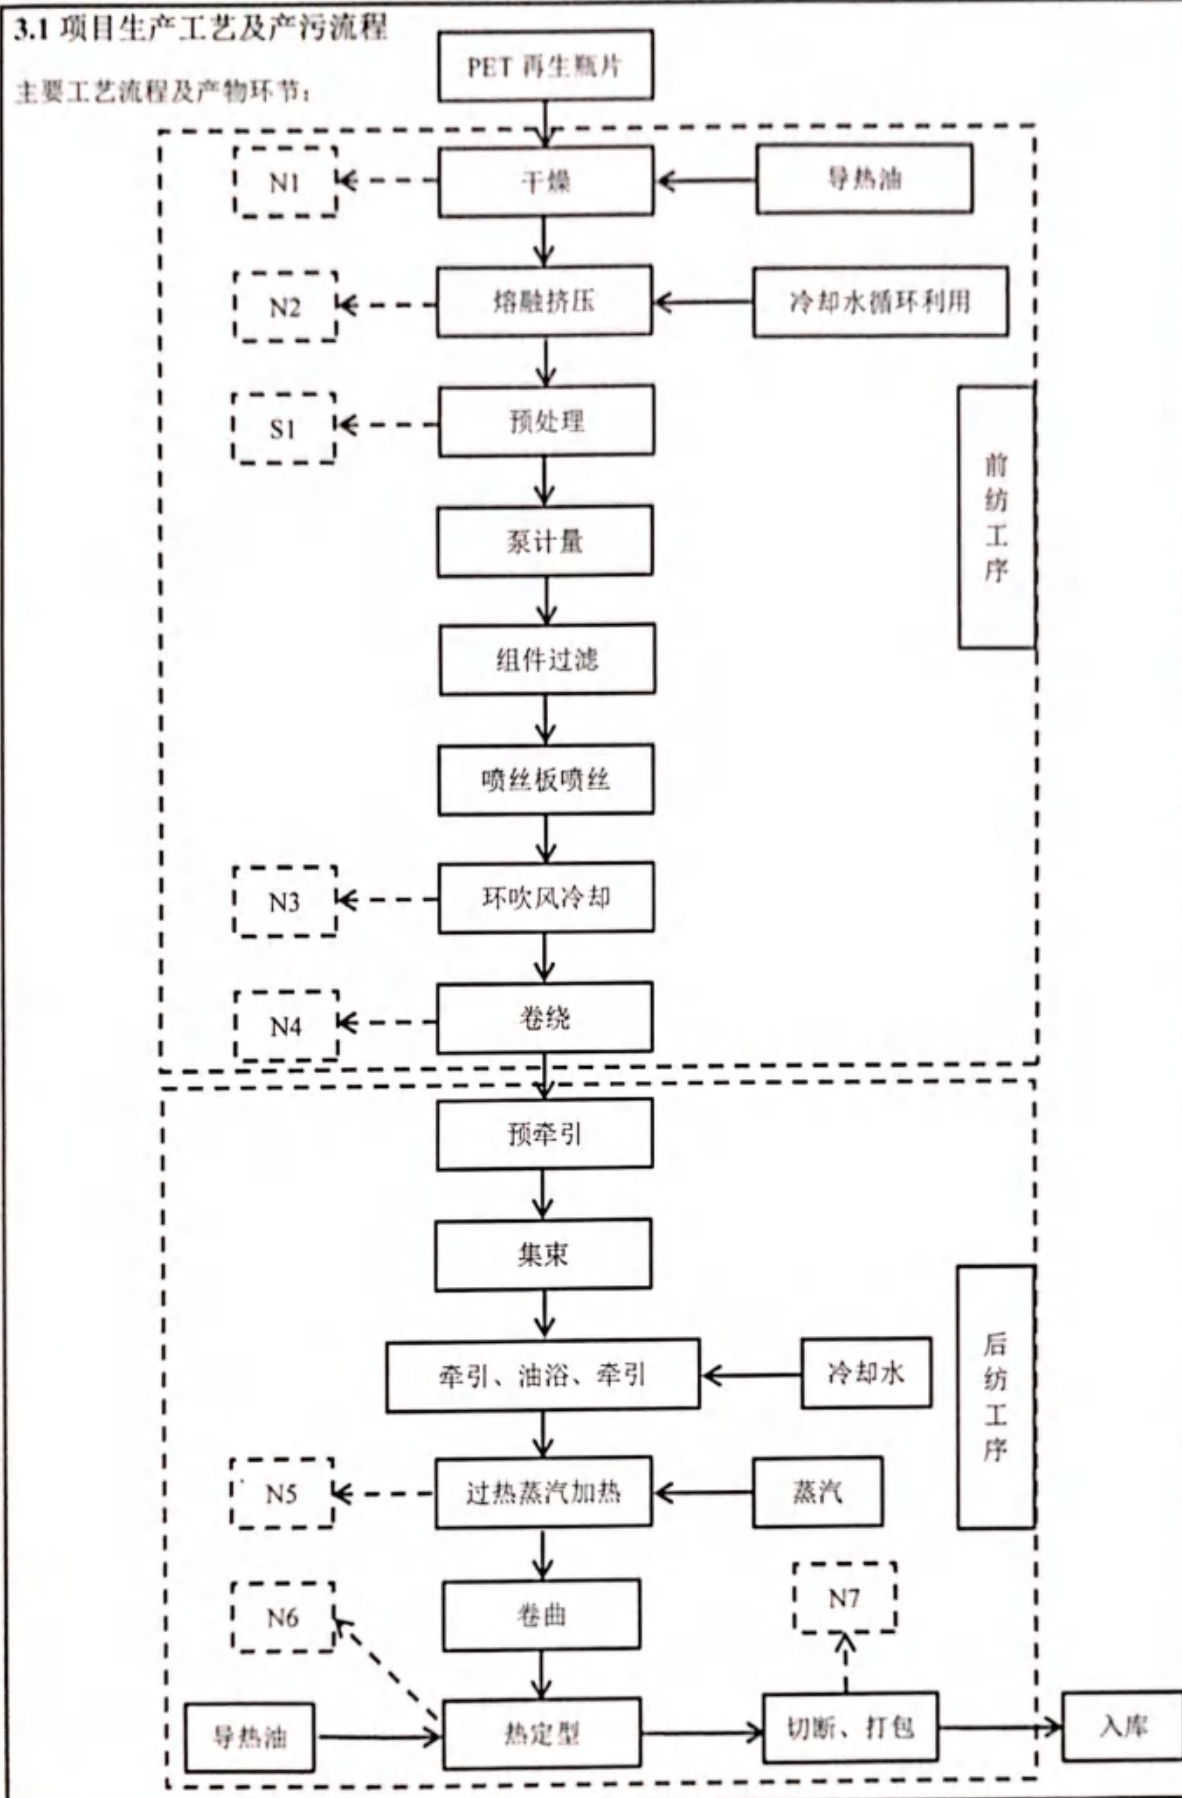 3.1 项目生产工艺及产污流程
主要工艺流程及产物环节：
PET 再生瓶片
N1
干燥
导热油
N2
熔融挤压
冷却水循环利用
S1
预处理
泵计量
前纺工序
组件过滤
喷丝板喷丝
N3
环吹风冷却
N4
卷绕
预牵引
集束
牵引、油浴、牵引
冷却水
后纺工序
N5
过热蒸汽加热
蒸汽
N6
卷曲
N7
导热油
热定型
切断、打包
入库